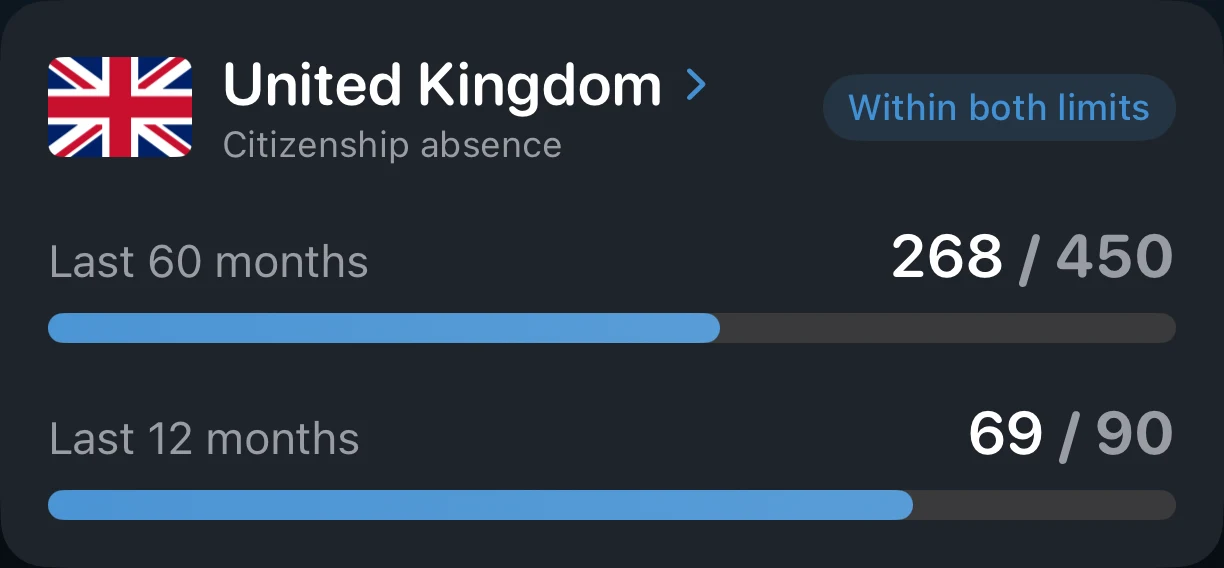 United Kingdom
Citizenship absence
Within both limits
Last 60 months
268 / 450
Last 12 months
69 / 90